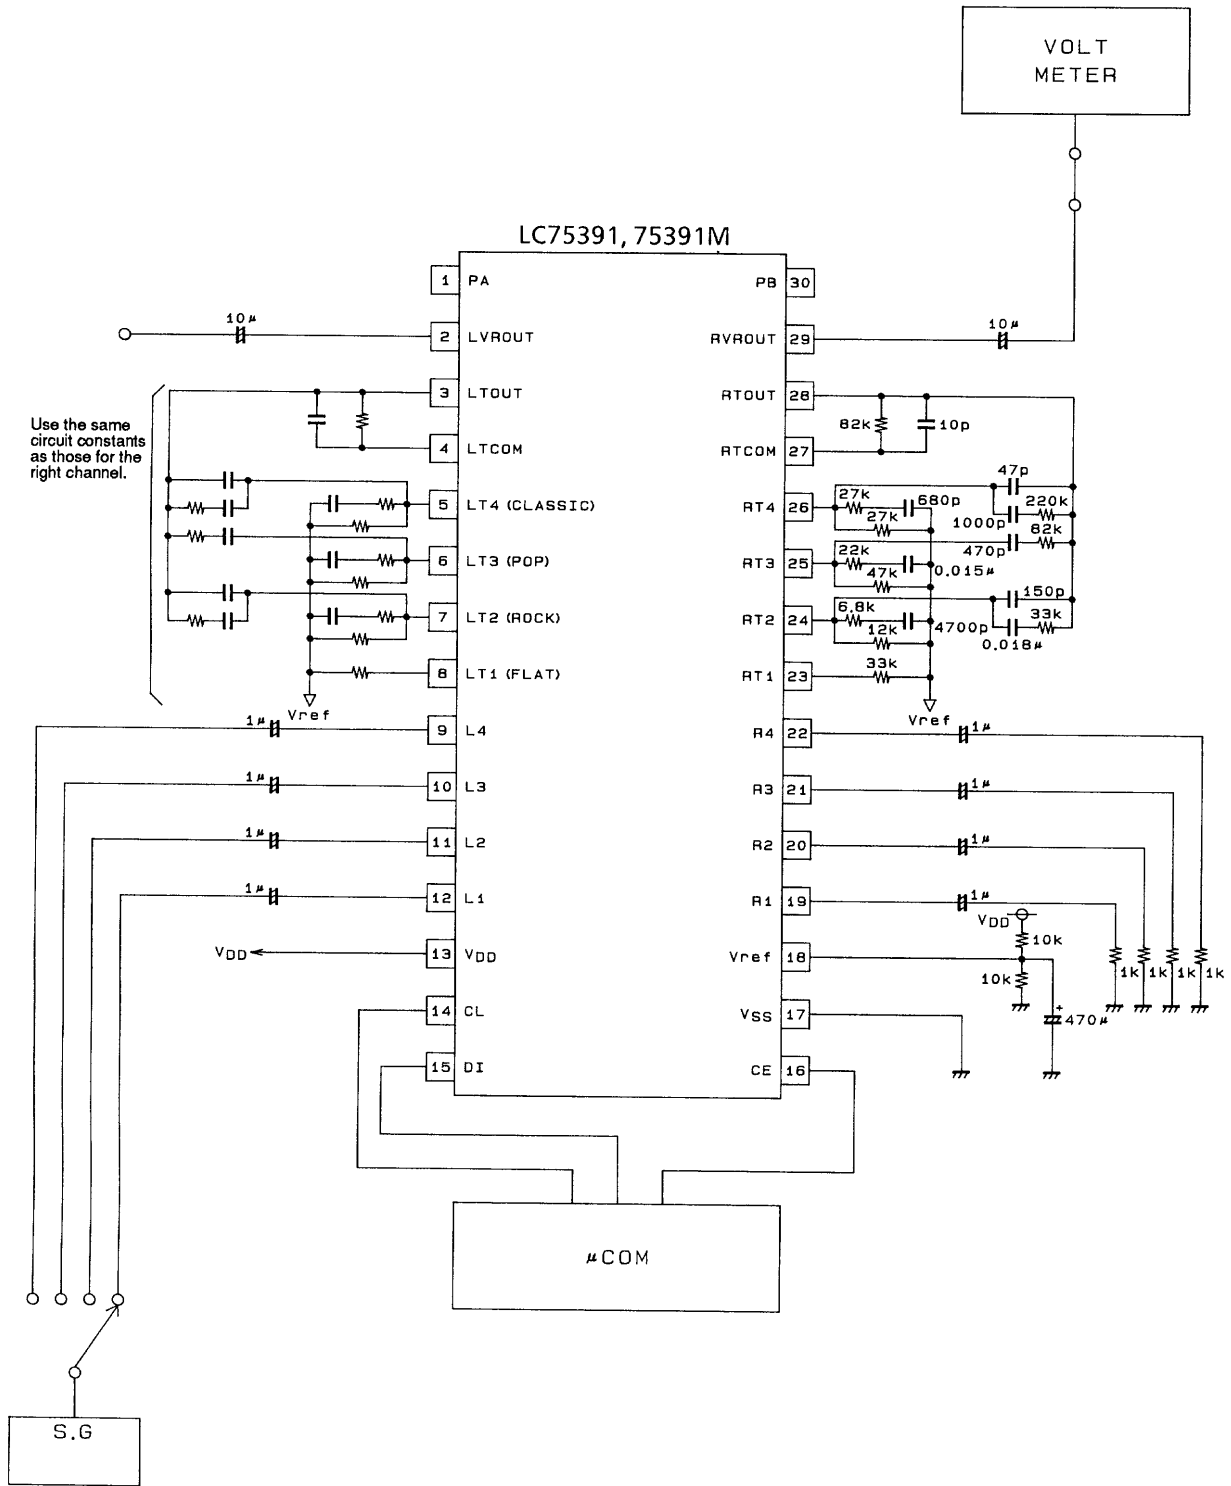 VOLT
METER
LC75391, 75391M
1 PA
PB 30
10μ
2 LVROUT
RVROUT 29
10μ
3 LTOUT
RTOUT 28
82k
10p
Use the same
circuit constants
as those for the
right channel.
4 LTCOM
RTCOM 27
47p
27k
680p
220k
5 LT4 (CLASSIC)
RT4 26
1000p
27k
82k
470p
22k
6 LT3 (POP)
RT3 25
0.015μ
47k
150p
6.8k
33k
7 LT2 (ROCK)
RT2 24
4700p
12k
0.018μ
33k
8 LT1 (FLAT)
RT1 23
Vref
Vref
1μ
9 L4
R4 22
1μ
1μ
10 L3
R3 21
1μ
1μ
11 L2
R2 20
1μ
1μ
12 L1
R1 19
1μ
VDD
10k
VDD
13 VDD
Vref 18
10k
1k 1k 1k 1k
14 CL
VSS 17
470μ
+
15 DI
CE 16
μCOM
S.G